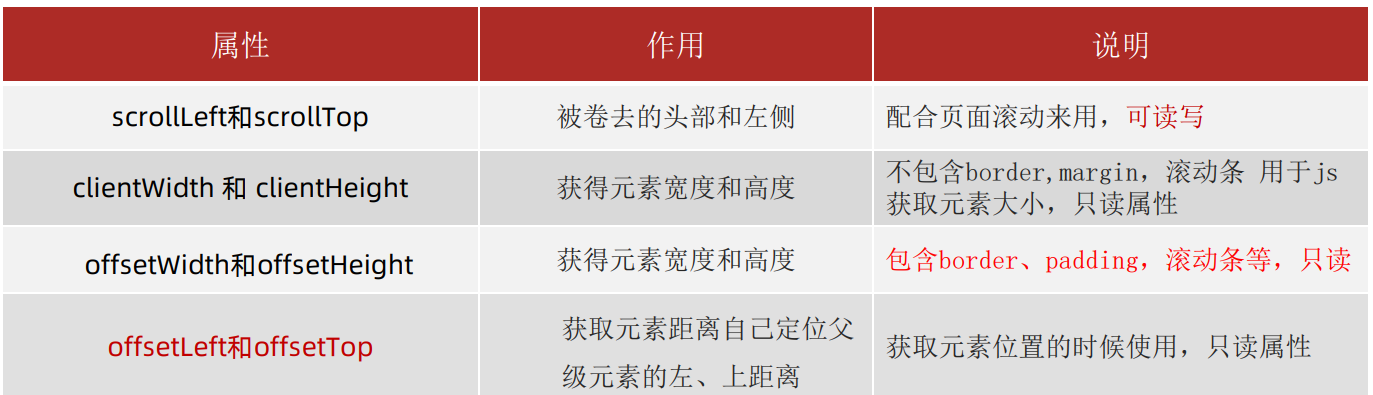 属性
作用
说明
scrollLeft和scrollTop
被卷去的头部和左侧
配合页面滚动来用，可读写
clientWidth 和 clientHeight
获得元素宽度和高度
不包含border,margin，滚动条 用于js
获取元素大小，只读属性
offsetWidth和offsetHeight
获得元素宽度和高度
包含border、padding，滚动条等，只读
offsetLeft和offsetTop
获取元素距离自己定位父
级元素的左、上距离
获取元素位置的时候使用，只读属性